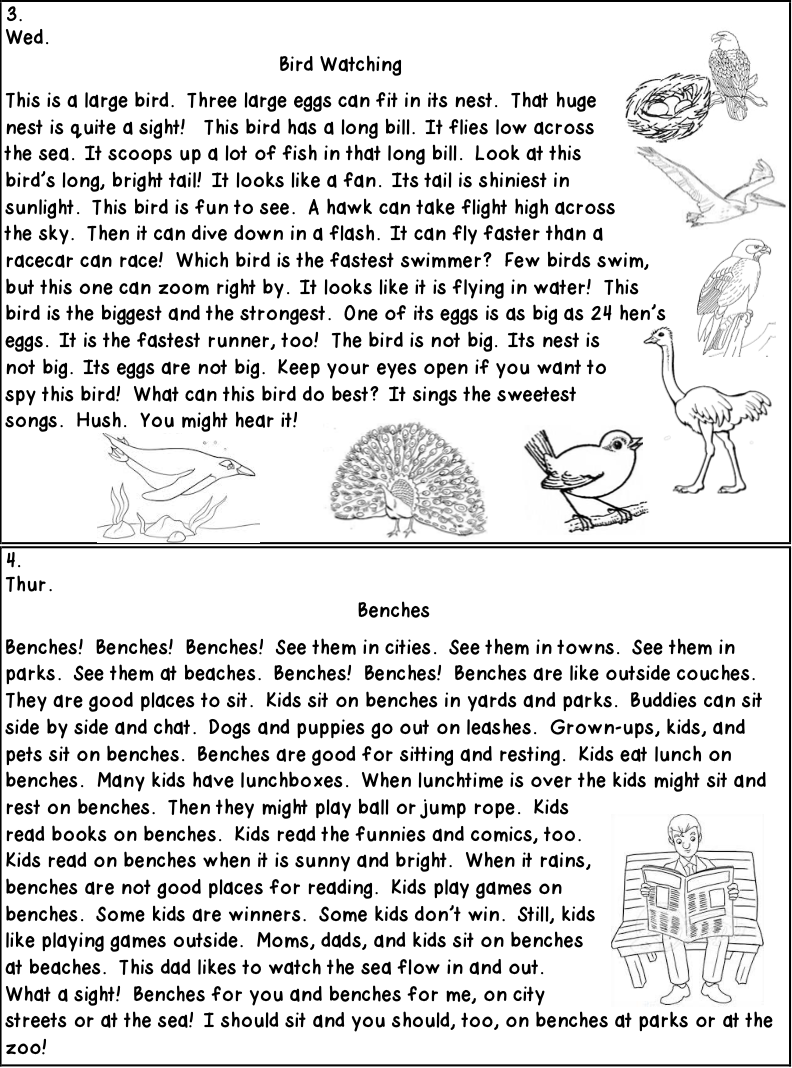 3.
Wed.
Bird Watching
This is a large bird. Three large eggs can fit in its nest. That huge
nest is quite a sight! This bird has a long bill. It flies low across
the sea. It scoops up a lot of fish in that long bill. Look at this
bird's long, bright tail! It looks like a fan. Its tail is shiniest in
sunlight. This bird is fun to see. A hawk can take flight high across
the sky. Then it can dive down in a flash. It can fly faster than a
racecar can race! Which bird is the fastest swimmer? Few birds swim,
but this one can zoom right by. It looks like it is flying in water! This
bird is the biggest and the strongest. One of its eggs is as big as 24 hen's
eggs. It is the fastest runner, too! The bird is not big. Its nest is
not big. Its eggs are not big. Keep your eyes open if you want to
spy this bird! What can this bird do best? It sings the sweetest
songs. Hush. You might hear it!
4.
Thur.
Benches
Benches! Benches! Benches! See them in cities. See them in towns. See them in
parks. See them at beaches. Benches! Benches! Benches are like outside couches.
They are good places to sit. Kids sit on benches in yards and parks. Buddies can sit
side by side and chat. Dogs and puppies go out on leashes. Grown-ups, kids, and
pets sit on benches. Benches are good for sitting and resting. Kids eat lunch on
benches. Many kids have lunchboxes. When lunchtime is over the kids might sit and
rest on benches. Then they might play ball or jump rope. Kids
read books on benches. Kids read the funnies and comics, too.
Kids read on benches when it is sunny and bright. When it rains,
benches are not good places for reading. Kids play games on
benches. Some kids are winners. Some kids don't win. Still, kids
like playing games outside. Moms, dads, and kids sit on benches
at beaches. This dad likes to watch the sea flow in and out.
What a sight! Benches for you and benches for me, on city
streets or at the sea! I should sit and you should, too, on benches at parks or at the
zoo!